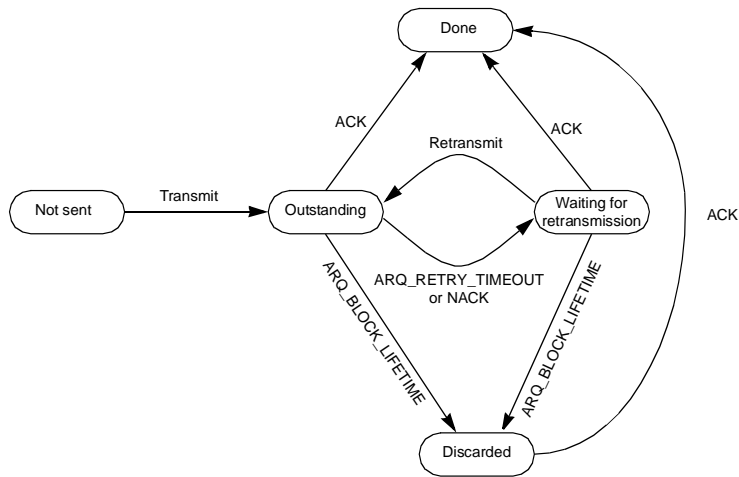 Done
ACK
ACK
Retransmit
Transmit
Not sent
Outstanding
Waiting for
retransmission
ACK
ARQ_RETRY_TIMEOUT
or NACK
ARQ_BLOCK_LIFETIME
ARQ_BLOCK_LIFETIME
Discarded